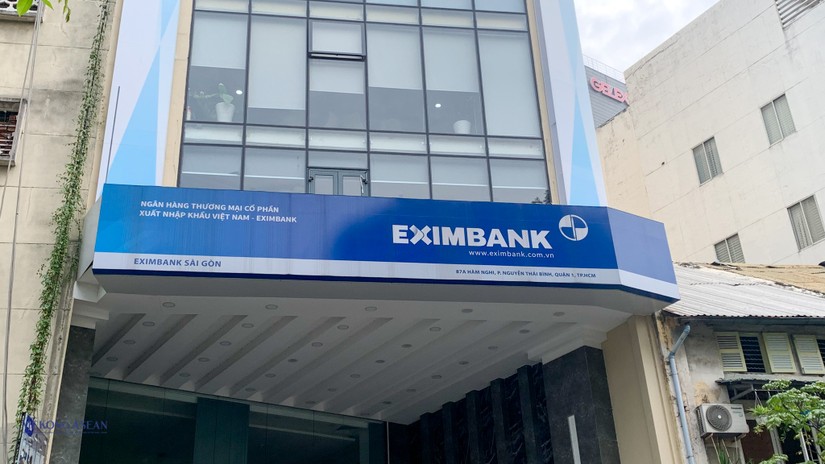 NGÂN HÀNG THƯƠNG MẠI CỔ PHẦN
XUẤT NHẬP KHẨU VIỆT NAM - EXIMBANK
EXIMBANK
www.eximbank.com.vn
EXIMBANK SÀI GÒN
87A HÀM NGHI, P. NGUYỄN THÁI BÌNH, QUẬN 1, TP.HCM